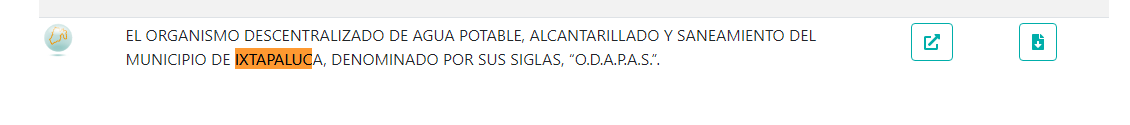 EL ORGANISMO DESCENTRALIZADO DE AGUA POTABLE, ALCANTARILLADO Y SANEAMIENTO DEL
MUNICIPIO DE IXTAPALUCA, DENOMINADO POR SUS SIGLAS, “O.D.A.P.A.S.”.